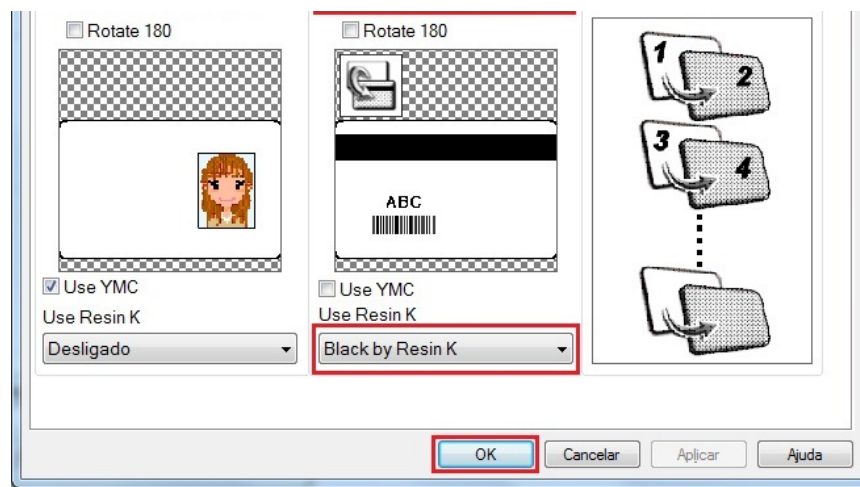 Rotate 180
Use YMC
Use Resin K
Desligado
Rotate 180
ABC
Use YMC
Use Resin K
Black by Resin K
1
2
3
4
OK
Cancelar
Aplicar
Ajuda